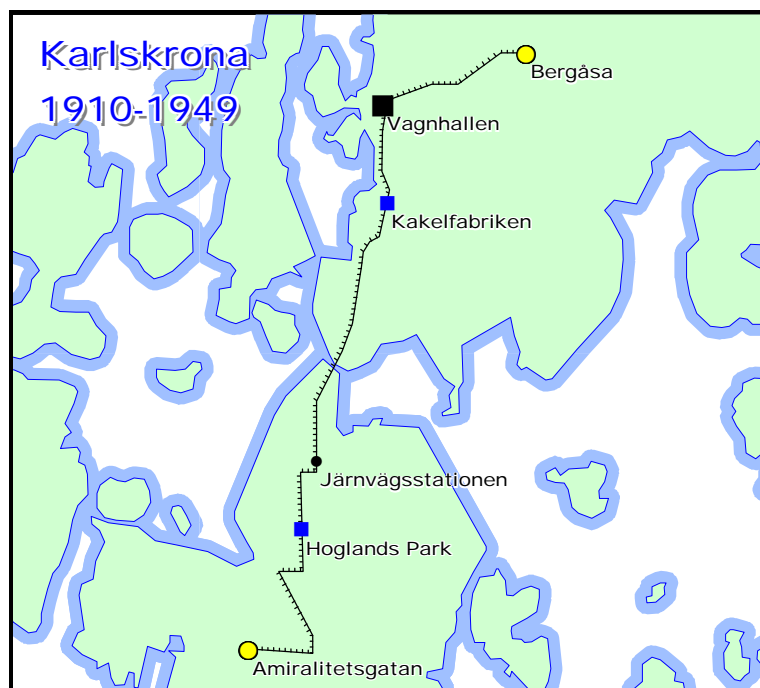 Karlskrona
1910-1949
Bergåsa
Vagnhallen
Kakelfabriken
Järnvägsstationen
Hoglands Park
Amiralitetsgatan